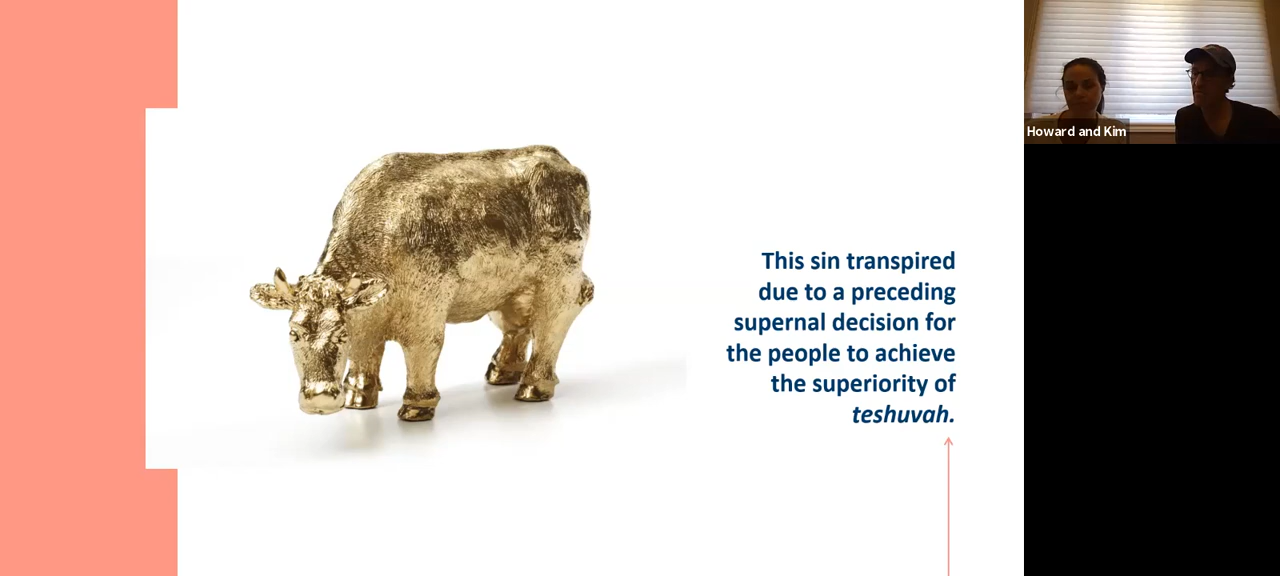 This sin transpired
due to a preceding
supernal decision for
the people to achieve
the superiority of
teshuvah.
Howard and Kim